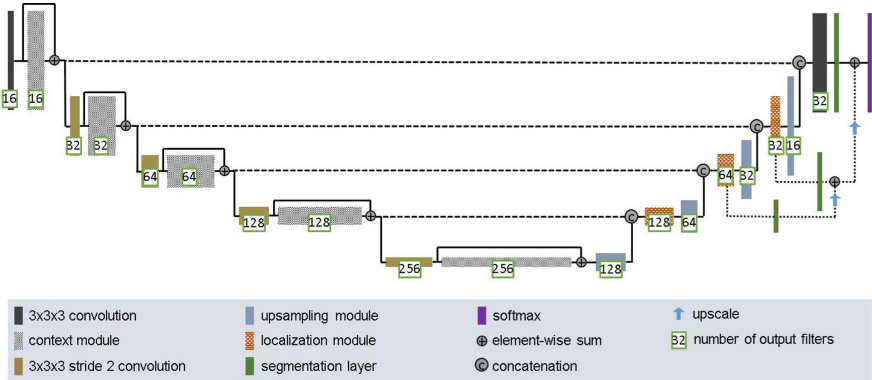 16 16 32
32 32 32 16
64 64 64 32
128 128 128 64
256 256 128
3x3x3 convolution
context module
3x3x3 stride 2 convolution
upsampling module
localization module
segmentation layer
softmax
element-wise sum
C concatenation
upscale
32 number of output filters
C
C
C
C